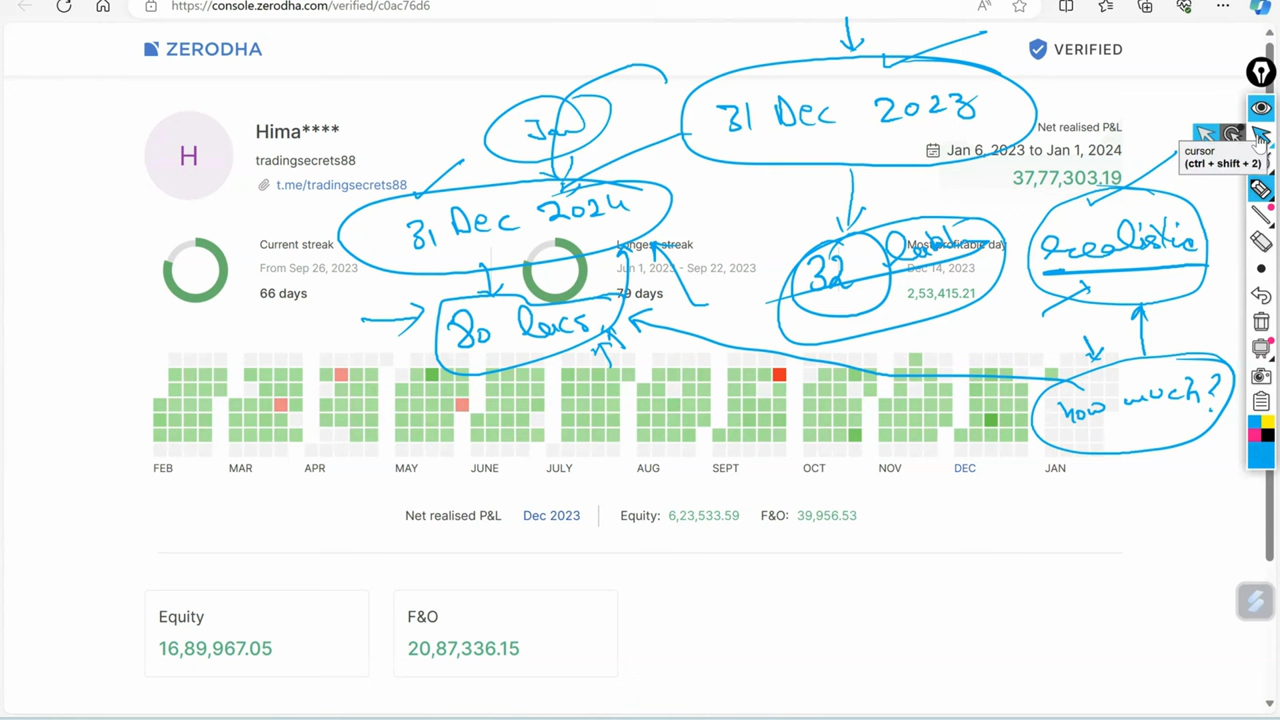 https://console.zerodha.com/verified/c0ac76d6
ZERODHA
VERIFIED
31 Dec 2023
Jan
H
Hima****
tradingsecrets88
t.me/tradingsecrets88
Net realised P&L
Jan 6, 2023 to Jan 1, 2024
37,77,303.19
cursor
(ctrl + shift + 2)
31 Dec 2024
realistic
Current streak
From Sep 26, 2023
66 days
Longest streak
Jun 1, 2023 - Sep 22, 2023
79 days
Most profitable day
Dec 14, 2023
2,53,415.21
32
80 lacs
how much?
FEB MAR APR MAY JUNE JULY AUG SEPT OCT NOV DEC JAN
Net realised P&L Dec 2023 Equity: 6,23,533.59 F&O: 39,956.53
Equity
16,89,967.05
F&O
20,87,336.15